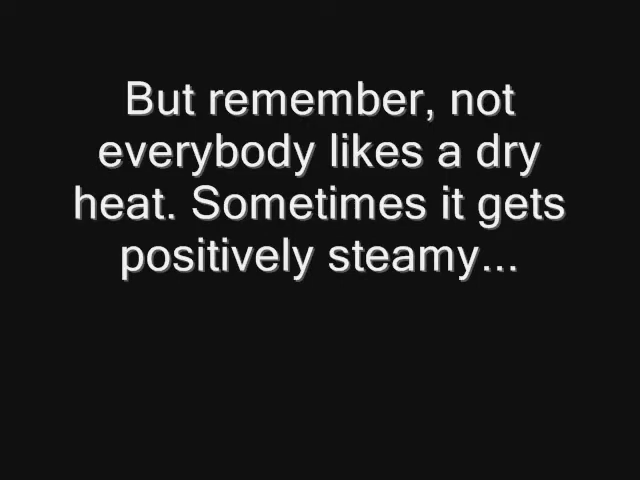 But remember, not
everybody likes a dry
heat. Sometimes it gets
positively steamy...